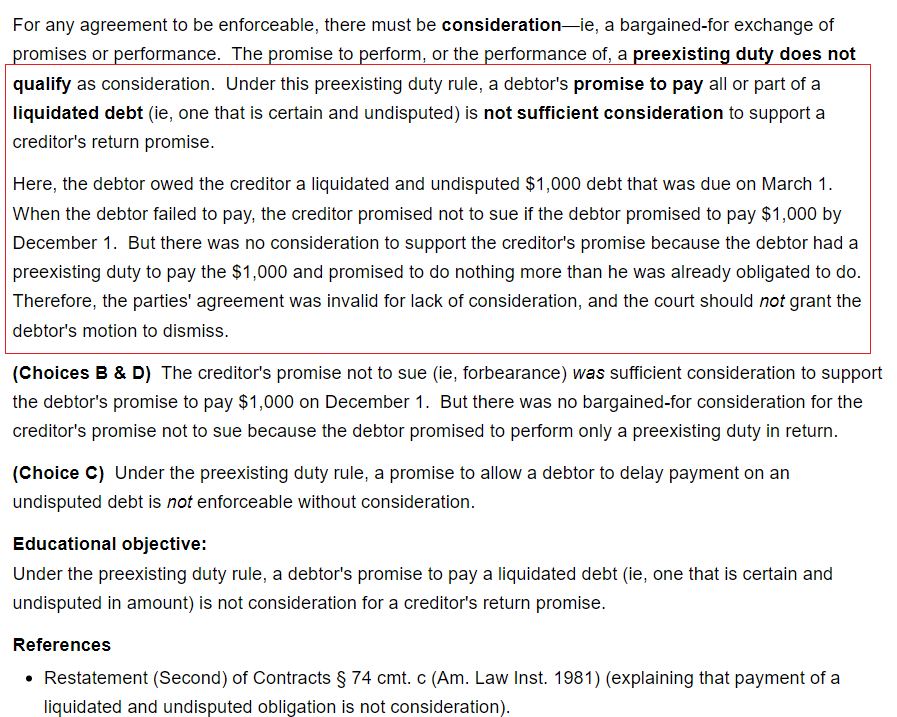 For any agreement to be enforceable, there must be consideration—ie, a bargained-for exchange of
promises or performance.  The promise to perform, or the performance of, a preexisting duty does not
qualify as consideration.  Under this preexisting duty rule, a debtor's promise to pay all or part of a
liquidated debt (ie, one that is certain and undisputed) is not sufficient consideration to support a
creditor's return promise.
Here, the debtor owed the creditor a liquidated and undisputed $1,000 debt that was due on March 1.
When the debtor failed to pay, the creditor promised not to sue if the debtor promised to pay $1,000 by
December 1.  But there was no consideration to support the creditor's promise because the debtor had a
preexisting duty to pay the $1,000 and promised to do nothing more than he was already obligated to do.
Therefore, the parties' agreement was invalid for lack of consideration, and the court should not grant the
debtor's motion to dismiss.
(Choices B & D)  The creditor's promise not to sue (ie, forbearance) was sufficient consideration to support
the debtor's promise to pay $1,000 on December 1.  But there was no bargained-for consideration for the
creditor's promise not to sue because the debtor promised to perform only a preexisting duty in return.
(Choice C)  Under the preexisting duty rule, a promise to allow a debtor to delay payment on an
undisputed debt is not enforceable without consideration.
Educational objective:
Under the preexisting duty rule, a debtor's promise to pay a liquidated debt (ie, one that is certain and
undisputed in amount) is not consideration for a creditor's return promise.
References
• Restatement (Second) of Contracts § 74 cmt. c (Am. Law Inst. 1981) (explaining that payment of a
liquidated and undisputed obligation is not consideration).